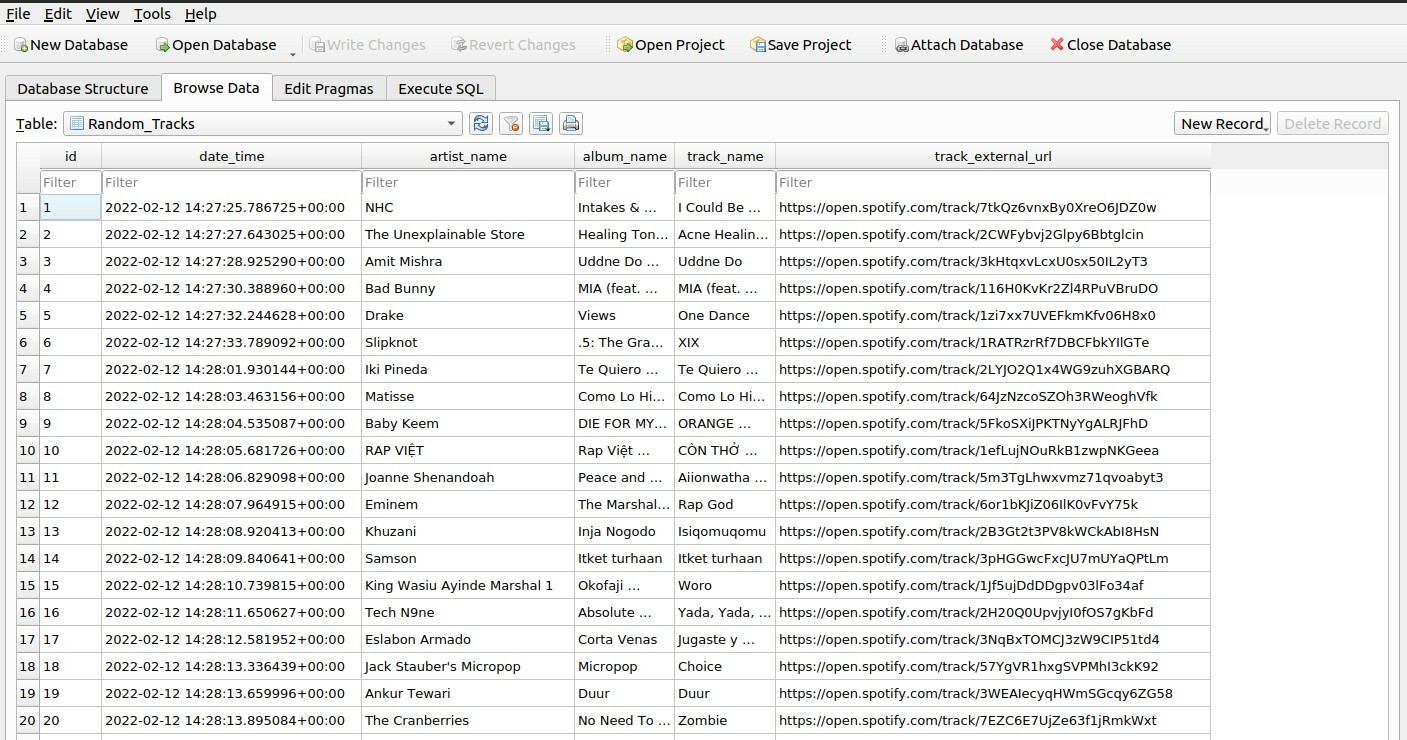 File Edit View Tools Help
New Database Open Database Write Changes Revert Changes Open Project Save Project Attach Database Close Database
Database Structure Browse Data Edit Pragmas Execute SQL
Table: Random_Tracks New Record Delete Record
id date_time artist_name album_name track_name track_external_url
Filter Filter Filter Filter Filter Filter
1 1 2022-02-12 14:27:25.786725+00:00 NHC Intakes & ... I Could Be ... https://open.spotify.com/track/7tkQz6vnxBy0XreO6JDZ0w
2 2 2022-02-12 14:27:27.643025+00:00 The Unexplainable Store Healing Ton... Acne Healin... https://open.spotify.com/track/2CWFybvj2Glpy6Bbtglcin
3 3 2022-02-12 14:27:28.925290+00:00 Amit Mishra Uddne Do ... Uddne Do https://open.spotify.com/track/3kHtqxvLcxU0sx50IL2yT3
4 4 2022-02-12 14:27:30.388960+00:00 Bad Bunny MIA (feat. ... MIA (feat. ... https://open.spotify.com/track/116H0KvKr2Zl4RPuVBruDO
5 5 2022-02-12 14:27:32.244628+00:00 Drake Views One Dance https://open.spotify.com/track/1zi7xx7UVEFkmKfv06H8x0
6 6 2022-02-12 14:27:33.789092+00:00 Slipknot .5: The Gra... XIX https://open.spotify.com/track/1RATRzrRf7DBCFbkYIlGTe
7 7 2022-02-12 14:28:01.930144+00:00 Iki Pineda Te Quiero ... Te Quiero ... https://open.spotify.com/track/2LYJO2Q1x4WG9zuhXGBARQ
8 8 2022-02-12 14:28:03.463156+00:00 Matisse Como Lo Hi... Como Lo Hi... https://open.spotify.com/track/64JzNzcoSZOh3RWeoghVfk
9 9 2022-02-12 14:28:04.535087+00:00 Baby Keem DIE FOR MY... ORANGE ... https://open.spotify.com/track/5FkoSXiJPKTNyYgALRJFhD
10 10 2022-02-12 14:28:05.681726+00:00 RAP VIỆT Rap Việt ... CÒN THỞ ... https://open.spotify.com/track/1efLujNOuRkB1zwpNKGeea
11 11 2022-02-12 14:28:06.829098+00:00 Joanne Shenandoah Peace and ... Aiionwatha ... https://open.spotify.com/track/5m3TgLhwxvmz71qvoabyt3
12 12 2022-02-12 14:28:07.964915+00:00 Eminem The Marshal... Rap God https://open.spotify.com/track/6or1bKJiZ06IlK0vFvY75k
13 13 2022-02-12 14:28:08.920413+00:00 Khuzani Inja Nogodo Isiqomuqomu https://open.spotify.com/track/2B3Gt2t3PV8kWCkAbI8HsN
14 14 2022-02-12 14:28:09.840641+00:00 Samson Itket turhaan Itket turhaan https://open.spotify.com/track/3pHGGwcFxcJU7mUYaQPtLm
15 15 2022-02-12 14:28:10.739815+00:00 King Wasiu Ayinde Marshal 1 Okofaji ... Woro https://open.spotify.com/track/1Jf5ujDdDDgpv03lFo34af
16 16 2022-02-12 14:28:11.650627+00:00 Tech N9ne Absolute ... Yada, Yada, ... https://open.spotify.com/track/2H20Q0UpvjyI0fOS7gKbFd
17 17 2022-02-12 14:28:12.581952+00:00 Eslabon Armado Corta Venas Jugaste y ... https://open.spotify.com/track/3NqBxTOMCJ3zW9CIP51td4
18 18 2022-02-12 14:28:13.336439+00:00 Jack Stauber's Micropop Micropop Choice https://open.spotify.com/track/57YgVR1hxgSVPMhI3ckK92
19 19 2022-02-12 14:28:13.659996+00:00 Ankur Tewari Duur Duur https://open.spotify.com/track/3WEAIecyqHWmSGcqy6ZG58
20 20 2022-02-12 14:28:13.895084+00:00 The Cranberries No Need To ... Zombie https://open.spotify.com/track/7EZC6E7UjZe63f1jRmkWxt